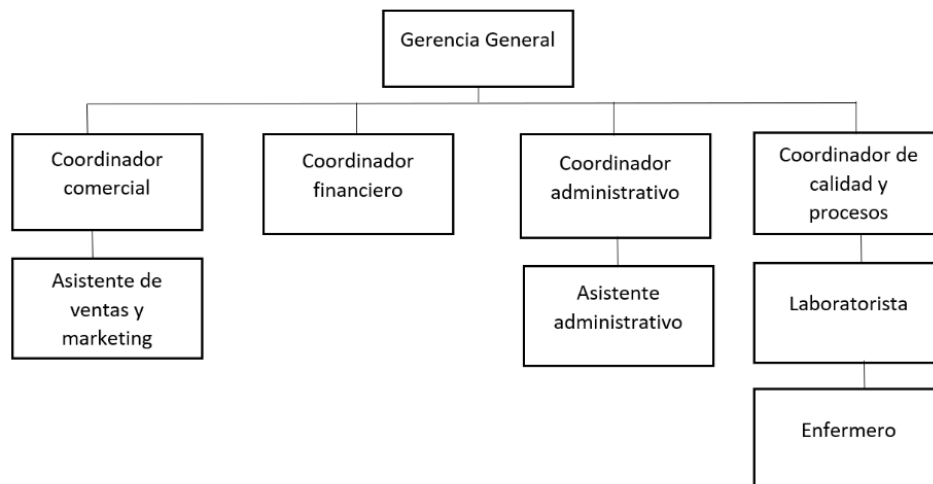 Gerencia General
Coordinador
comercial
Coordinador
financiero
Coordinador
administrativo
Coordinador de
calidad y
procesos
Asistente de
ventas y
marketing
Asistente
administrativo
Laboratorista
Enfermero